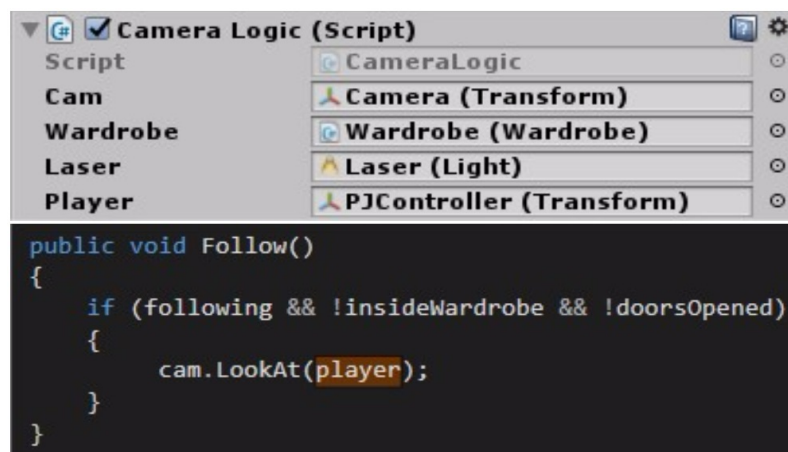 Camera Logic (Script)
Script CameraLogic
Cam Camera (Transform)
Wardrobe Wardrobe (Wardrobe)
Laser Laser (Light)
Player PJController (Transform)
public void Follow()
{
if (following && !insideWardrobe && !doorsOpened)
{
cam.LookAt(player);
}
}